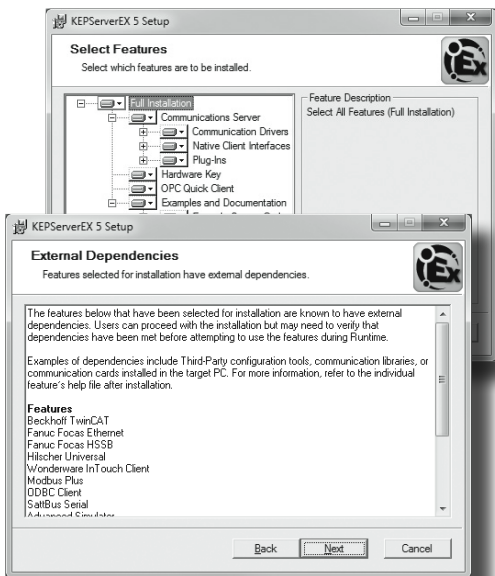 KEPServerEX 5 Setup
Select Features
Select which features are to be installed.
Full Installation
Communications Server
Communication Drivers
Native Client Interfaces
Plug-Ins
Hardware Key
OPC Quick Client
Examples and Documentation
Feature Description
Select All Features (Full Installation)
KEPServerEX 5 Setup
External Dependencies
Features selected for installation have external dependencies.
The features below that have been selected for installation are known to have external
dependencies. Users can proceed with the installation but may need to verify that
dependencies have been met before attempting to use the features during Runtime.
Examples of dependencies include Third-Party configuration tools, communication libraries, or
communication cards installed in the target PC. For more information, refer to the individual
feature's help file after installation.
Features
Beckhoff TwinCAT
Fanuc Focas Ethernet
Fanuc Focas HSSB
Hilscher Universal
Wonderware InTouch Client
Modbus Plus
ODBC Client
SattBus Serial
Advanced Simulator
Back
Next
Cancel